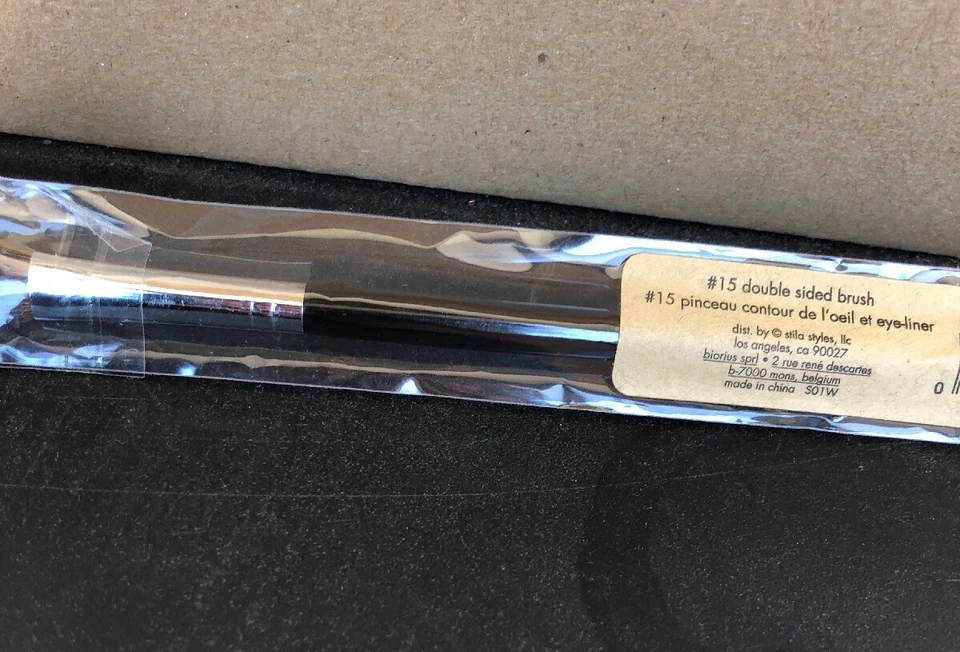 #15 double sided brush
#15 pinceau contour de l'oeil et eye-liner
dist. by © stila styles, llc
los angeles, ca 90027
biorius sprl • 2 rue rené descartes
b-7000 mons, belgium
made in china S01W
0